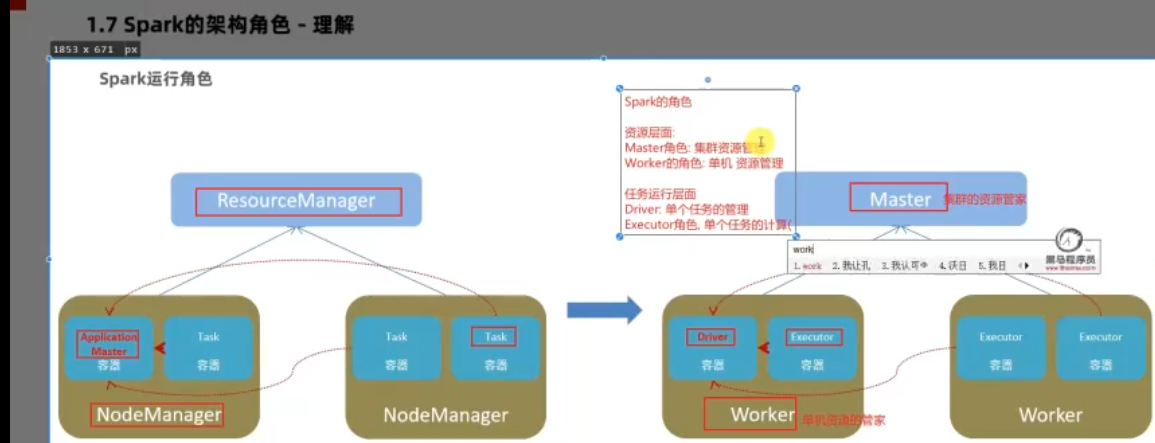 1.7 Spark的架构角色 - 理解
1853 x 671 px
Spark运行角色
Spark的角色
资源层面:
Master角色: 集群资源管
Worker的角色: 单机 资源管理
任务运行层面
Driver: 单个任务的管理
Executor角色, 单个任务的计算(
ResourceManager
Master
集群的资源管家
work
1. work 2. 我让孔 3. 我认可 4. 沃日 5. 我日
黑马程序员
www.itheima.com
Application
Master
容器
Task
容器
NodeManager
Task
容器
Task
容器
NodeManager
Driver
容器
Executor
容器
Worker
单机资源的管家
Executor
容器
Executor
容器
Worker